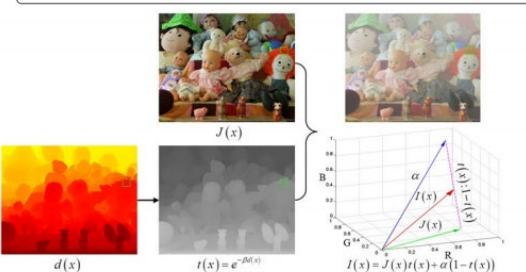 J(x)
d(x)
t(x) = e^{-βd(x)}
B
G
R
α
I(x)
J(x)
t(x):1-t(x)
I(x) = J(x)t(x) + α(1-t(x))